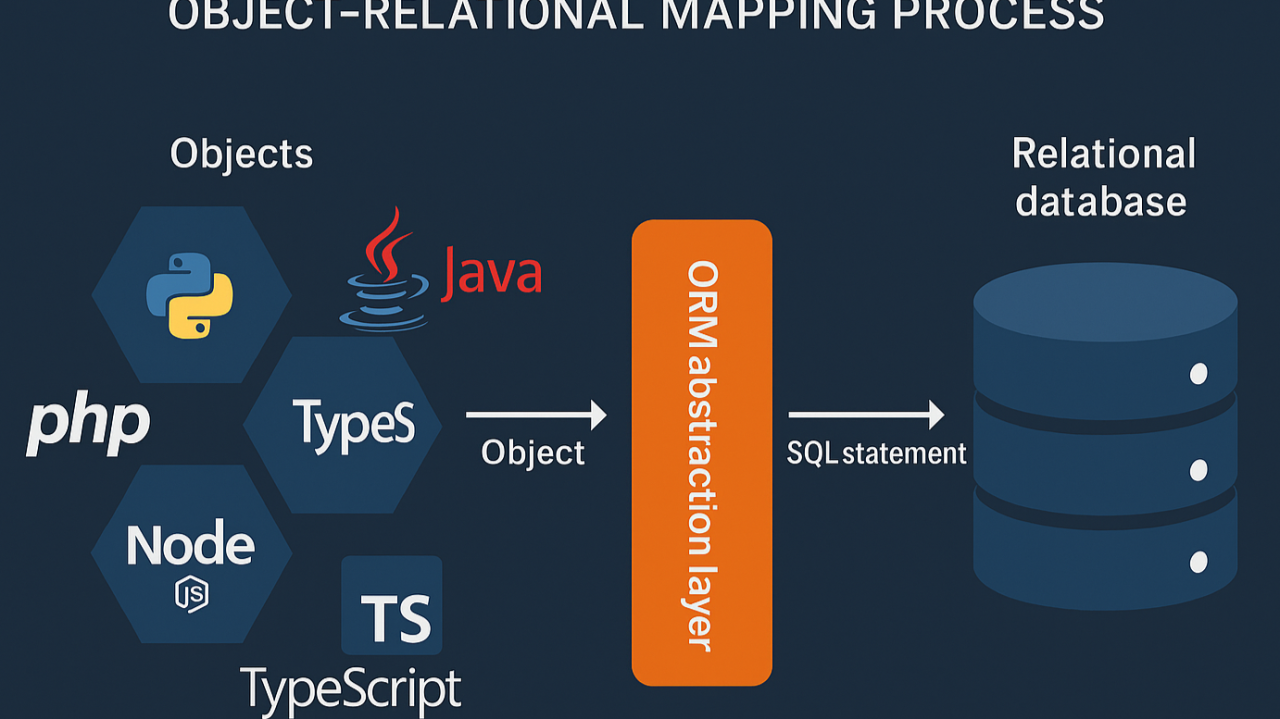 OBJECT-RELATIONAL MAPPING PROCESS
Objects
Relational
database
Java
php
TypeS
Node
JS
TS
TypeScript
Object
ORM abstraction layer
SQL statement